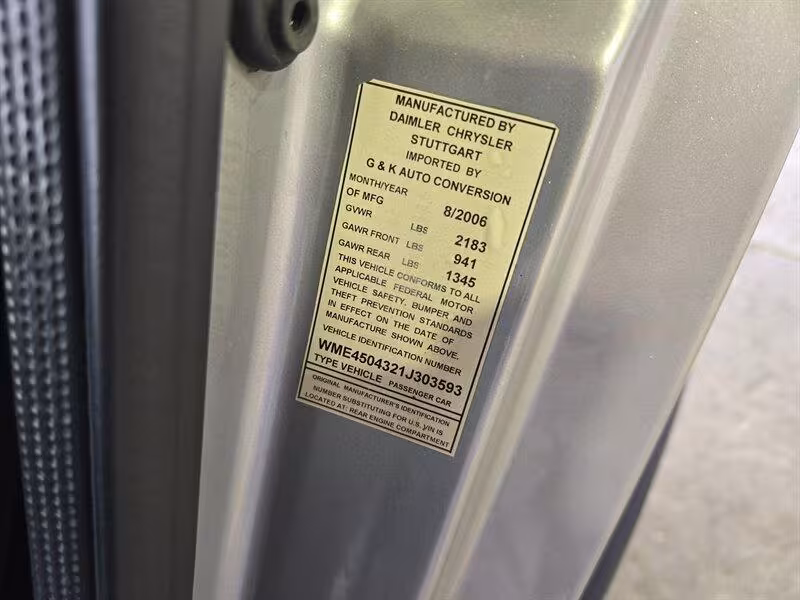 MANUFACTURED BY
DAIMLER CHRYSLER
STUTTGART
IMPORTED BY
G & K AUTO CONVERSION
MONTH/YEAR
OF MFG 8/2006
GVWR LBS 2183
GAWR FRONT LBS 941
GAWR REAR LBS 1345
THIS VEHICLE CONFORMS TO ALL
APPLICABLE FEDERAL MOTOR
VEHICLE SAFETY, BUMPER AND
THEFT PREVENTION STANDARDS
IN EFFECT ON THE DATE OF
MANUFACTURE SHOWN ABOVE.
VEHICLE IDENTIFICATION NUMBER
WME4504321J303593
TYPE VEHICLE PASSENGER CAR
ORIGINAL MANUFACTURER'S IDENTIFICATION
NUMBER SUBSTITUTING FOR U.S. VIN IS
LOCATED AT: REAR ENGINE COMPARTMENT